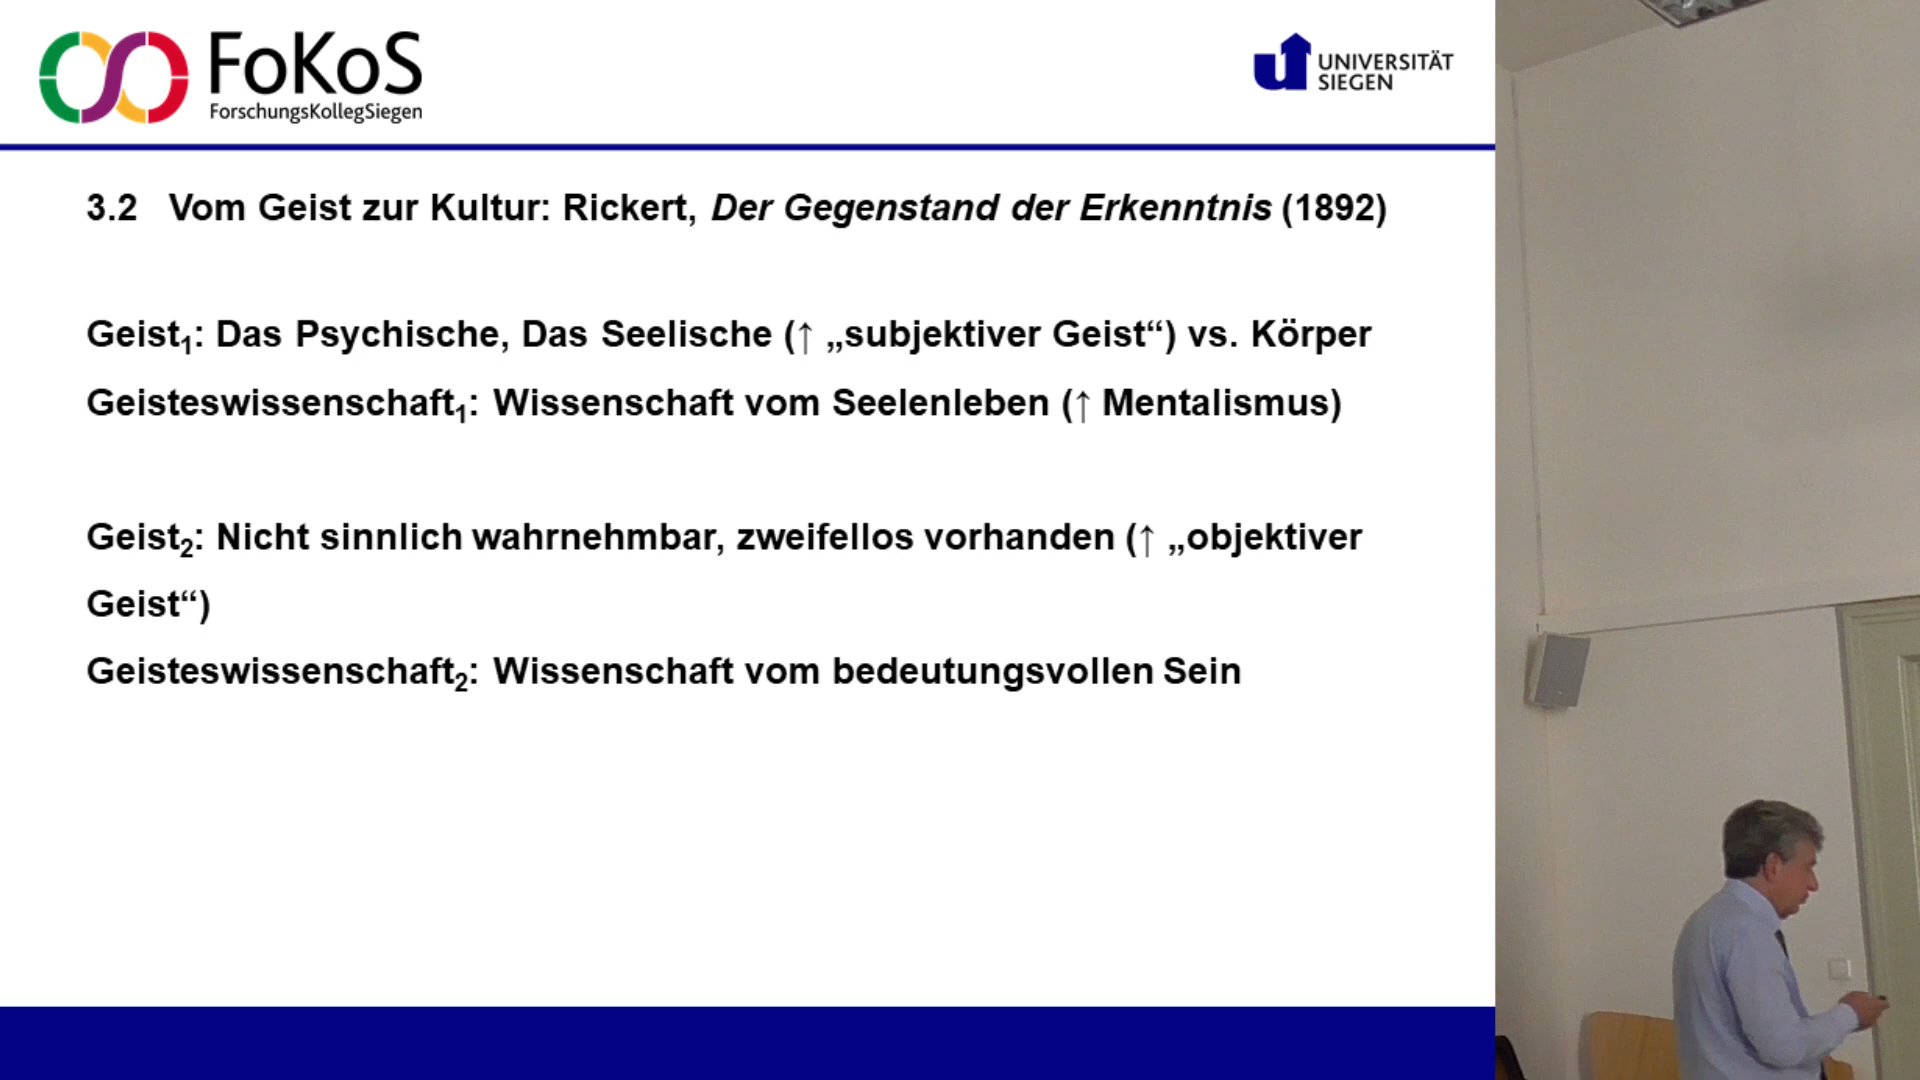 FoKoS
ForschungsKollegSiegen
UNIVERSITÄT
SIEGEN
3.2 Vom Geist zur Kultur: Rickert, Der Gegenstand der Erkenntnis (1892)
Geist₁: Das Psychische, Das Seelische (↑ „subjektiver Geist“) vs. Körper
Geisteswissenschaft₁: Wissenschaft vom Seelenleben (↑ Mentalismus)
Geist₂: Nicht sinnlich wahrnehmbar, zweifellos vorhanden (↑ „objektiver
Geist“)
Geisteswissenschaft₂: Wissenschaft vom bedeutungsvollen Sein